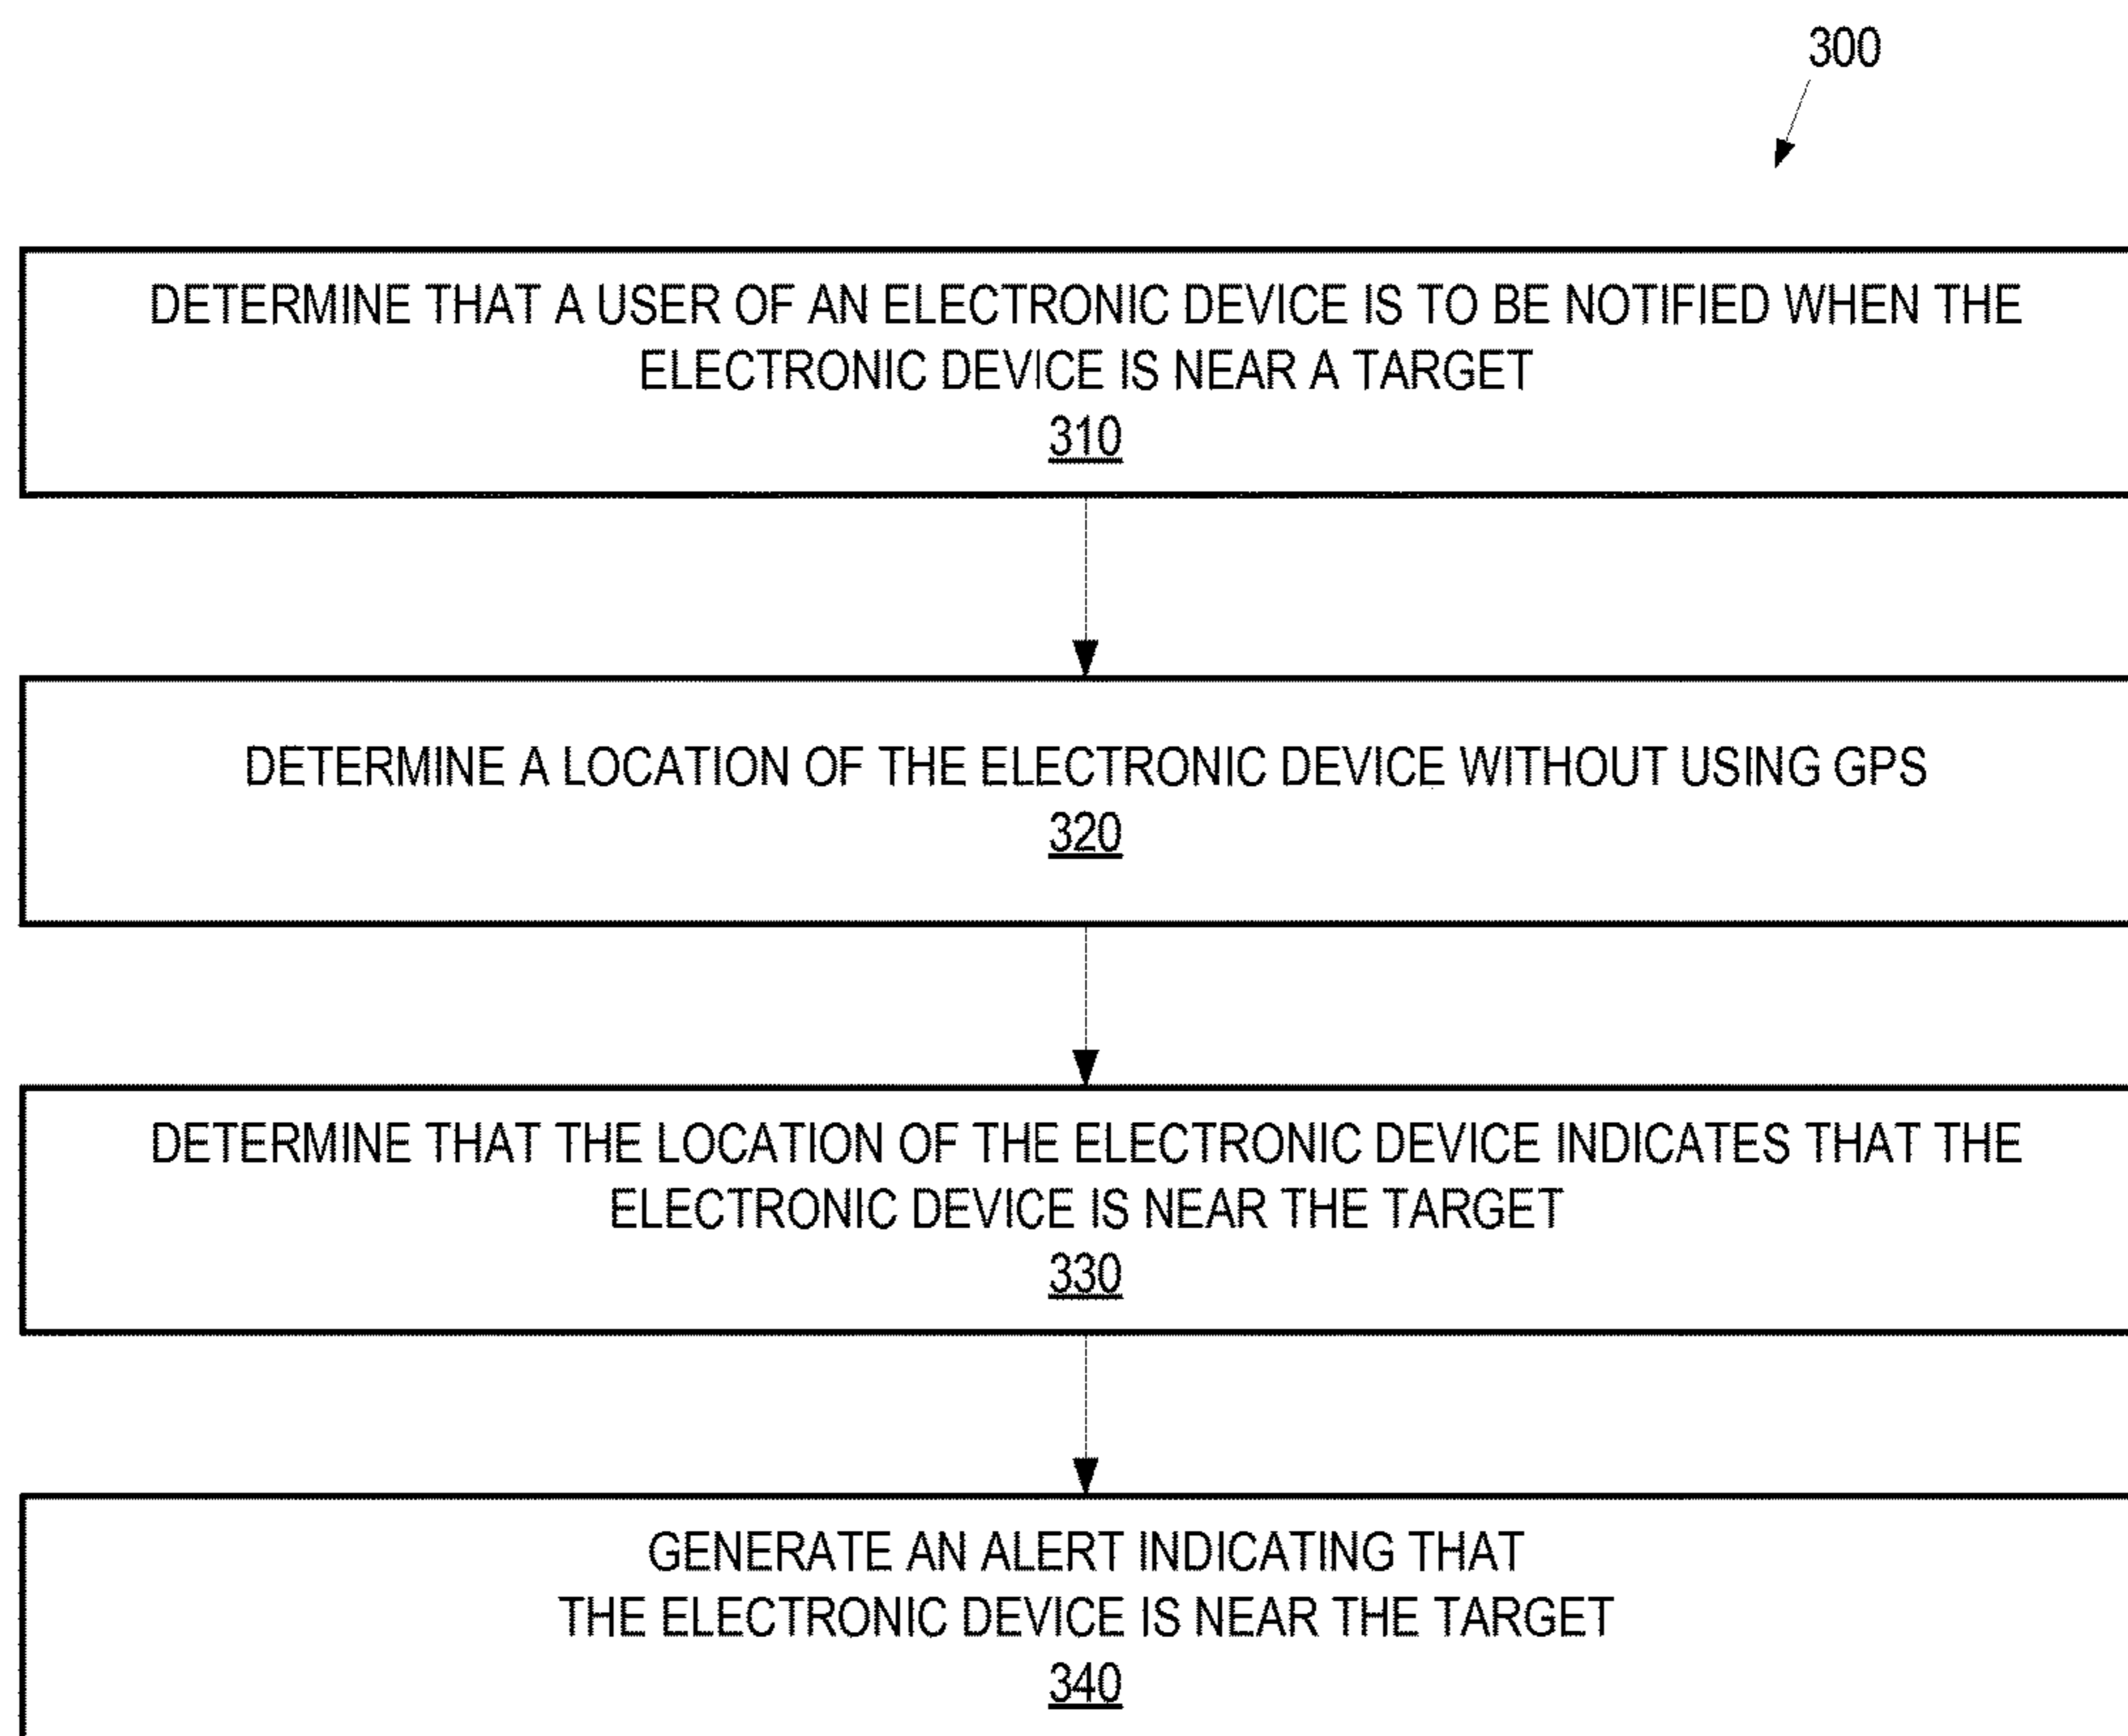 300
DETERMINE THAT A USER OF AN ELECTRONIC DEVICE IS TO BE NOTIFIED WHEN THE
ELECTRONIC DEVICE IS NEAR A TARGET
310
DETERMINE A LOCATION OF THE ELECTRONIC DEVICE WITHOUT USING GPS
320
DETERMINE THAT THE LOCATION OF THE ELECTRONIC DEVICE INDICATES THAT THE
ELECTRONIC DEVICE IS NEAR THE TARGET
330
GENERATE AN ALERT INDICATING THAT
THE ELECTRONIC DEVICE IS NEAR THE TARGET
340